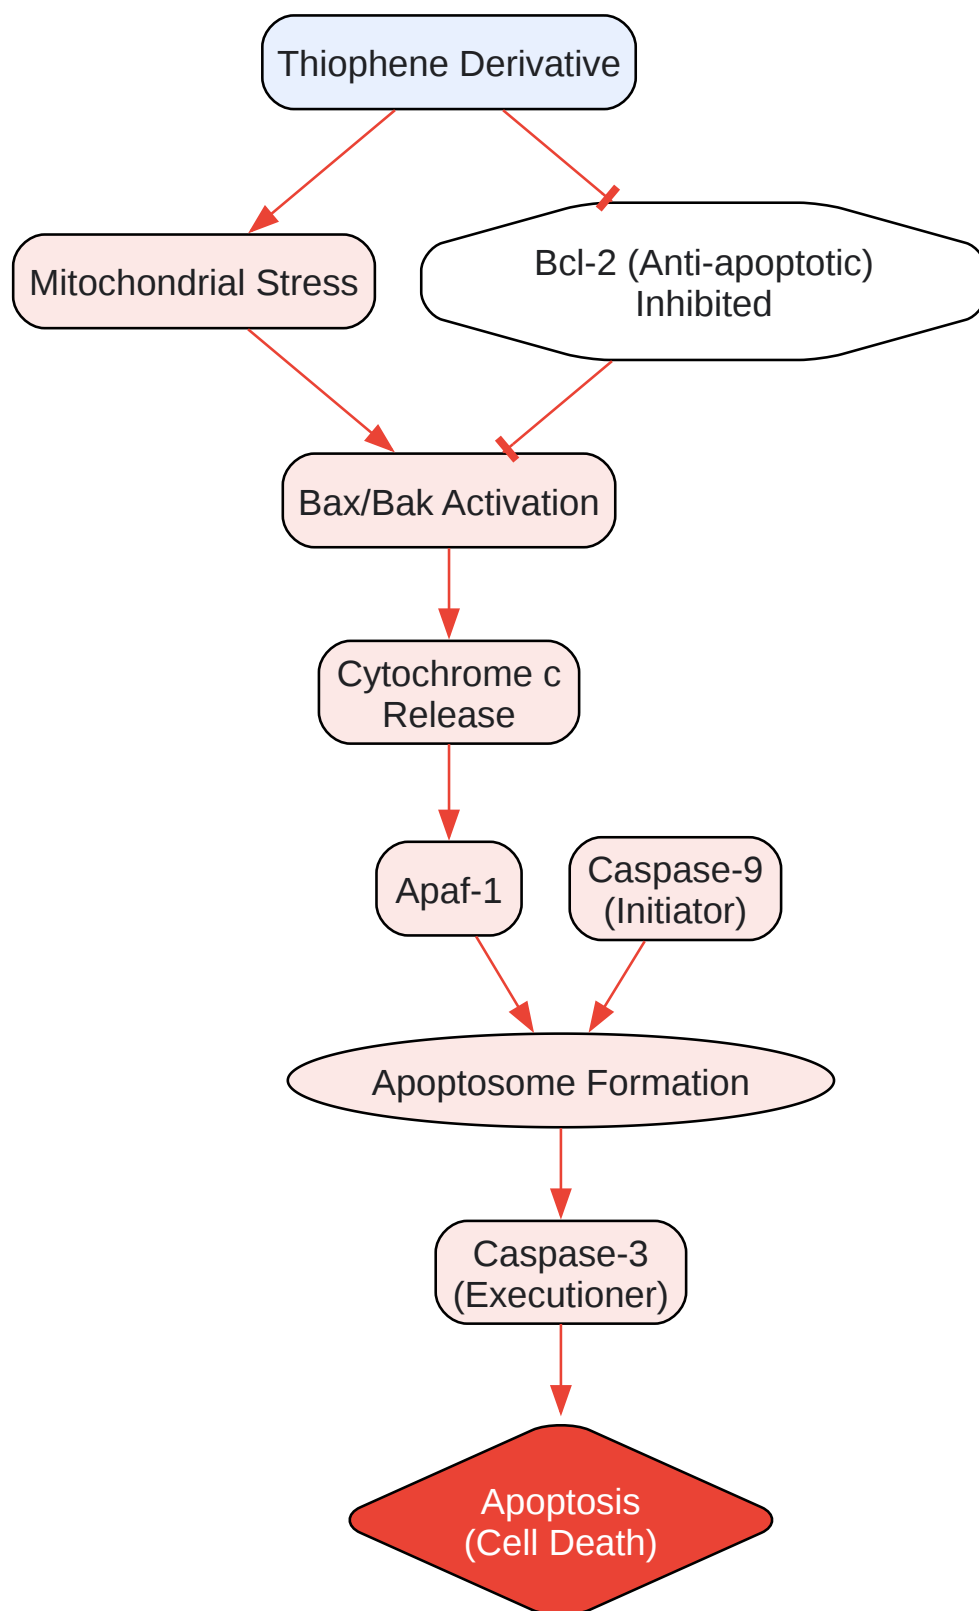 Thiophene Derivative
Mitochondrial Stress
Bcl-2 (Anti-apoptotic)
Inhibited
Bax/Bak Activation
Cytochrome c
Release
Apaf-1
Caspase-9
(Initiator)
Apoptosome Formation
Caspase-3
(Executioner)
Apoptosis
(Cell Death)